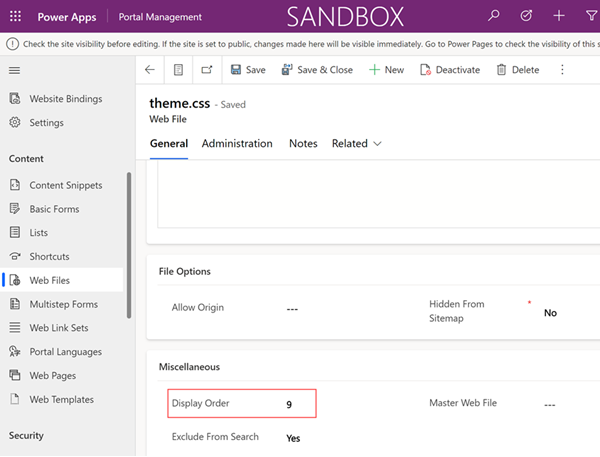 Power Apps Portal Management SANDBOX
Check the site visibility before editing. If the site is set to public, changes made here will be visible immediately. Go to Power Pages to check the visibility of this s
Save Save & Close New Deactivate Delete
Website Bindings
Settings
Content
Content Snippets
Basic Forms
Lists
Shortcuts
Web Files
Multistep Forms
Web Link Sets
Portal Languages
Web Pages
Web Templates
Security
theme.css - Saved
Web File
General Administration Notes Related
File Options
Allow Origin --- Hidden From Sitemap * No
Miscellaneous
Display Order 9 Master Web File ---
Exclude From Search Yes